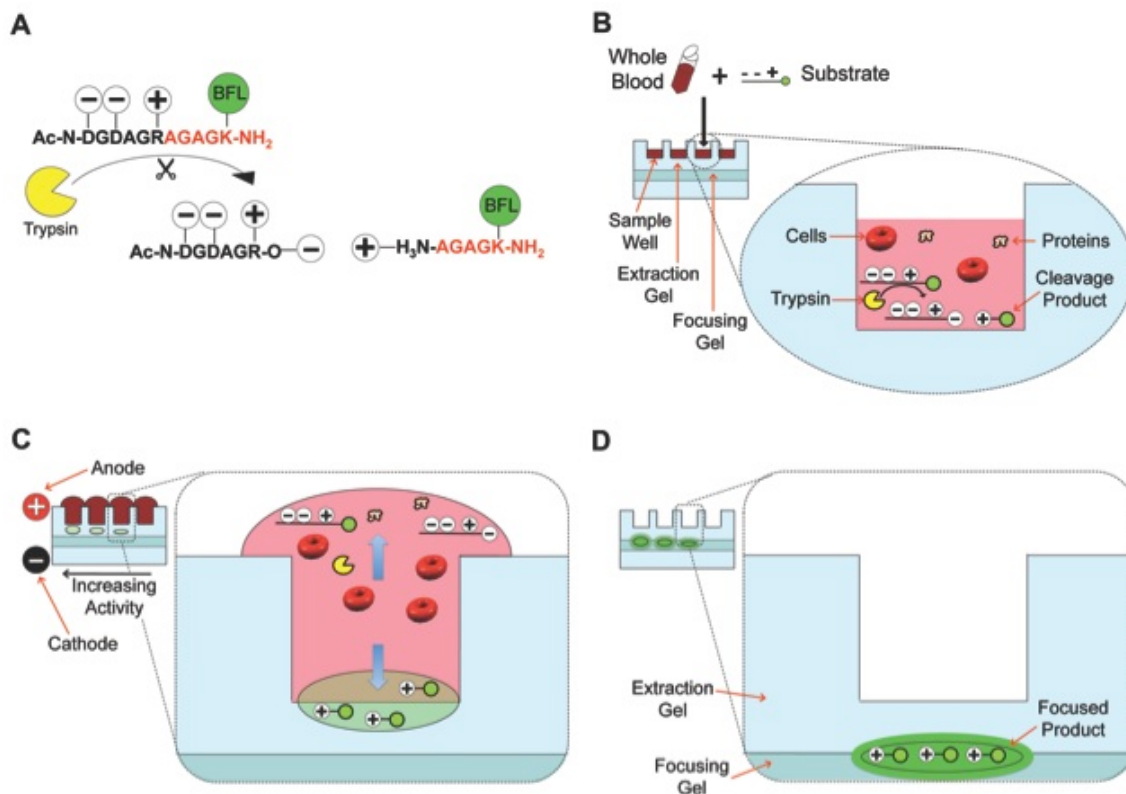 A
− −
+
BFL
Ac-N-DGDAGRAGAGK-NH2
Trypsin
− −
+
BFL
Ac-N-DGDAGR-O −
+ H3N-AGAGK-NH2
B
Whole
Blood
+
- - +
Substrate
Sample
Well
Extraction
Gel
Focusing
Gel
Cells
Proteins
− − +
Trypsin
Cleavage
Product
− − + −
+
C
Anode
+
−
Increasing
Activity
Cathode
− − +
− − + −
+
+ +
D
Extraction
Gel
Focused
Product
+ + +
Focusing
Gel